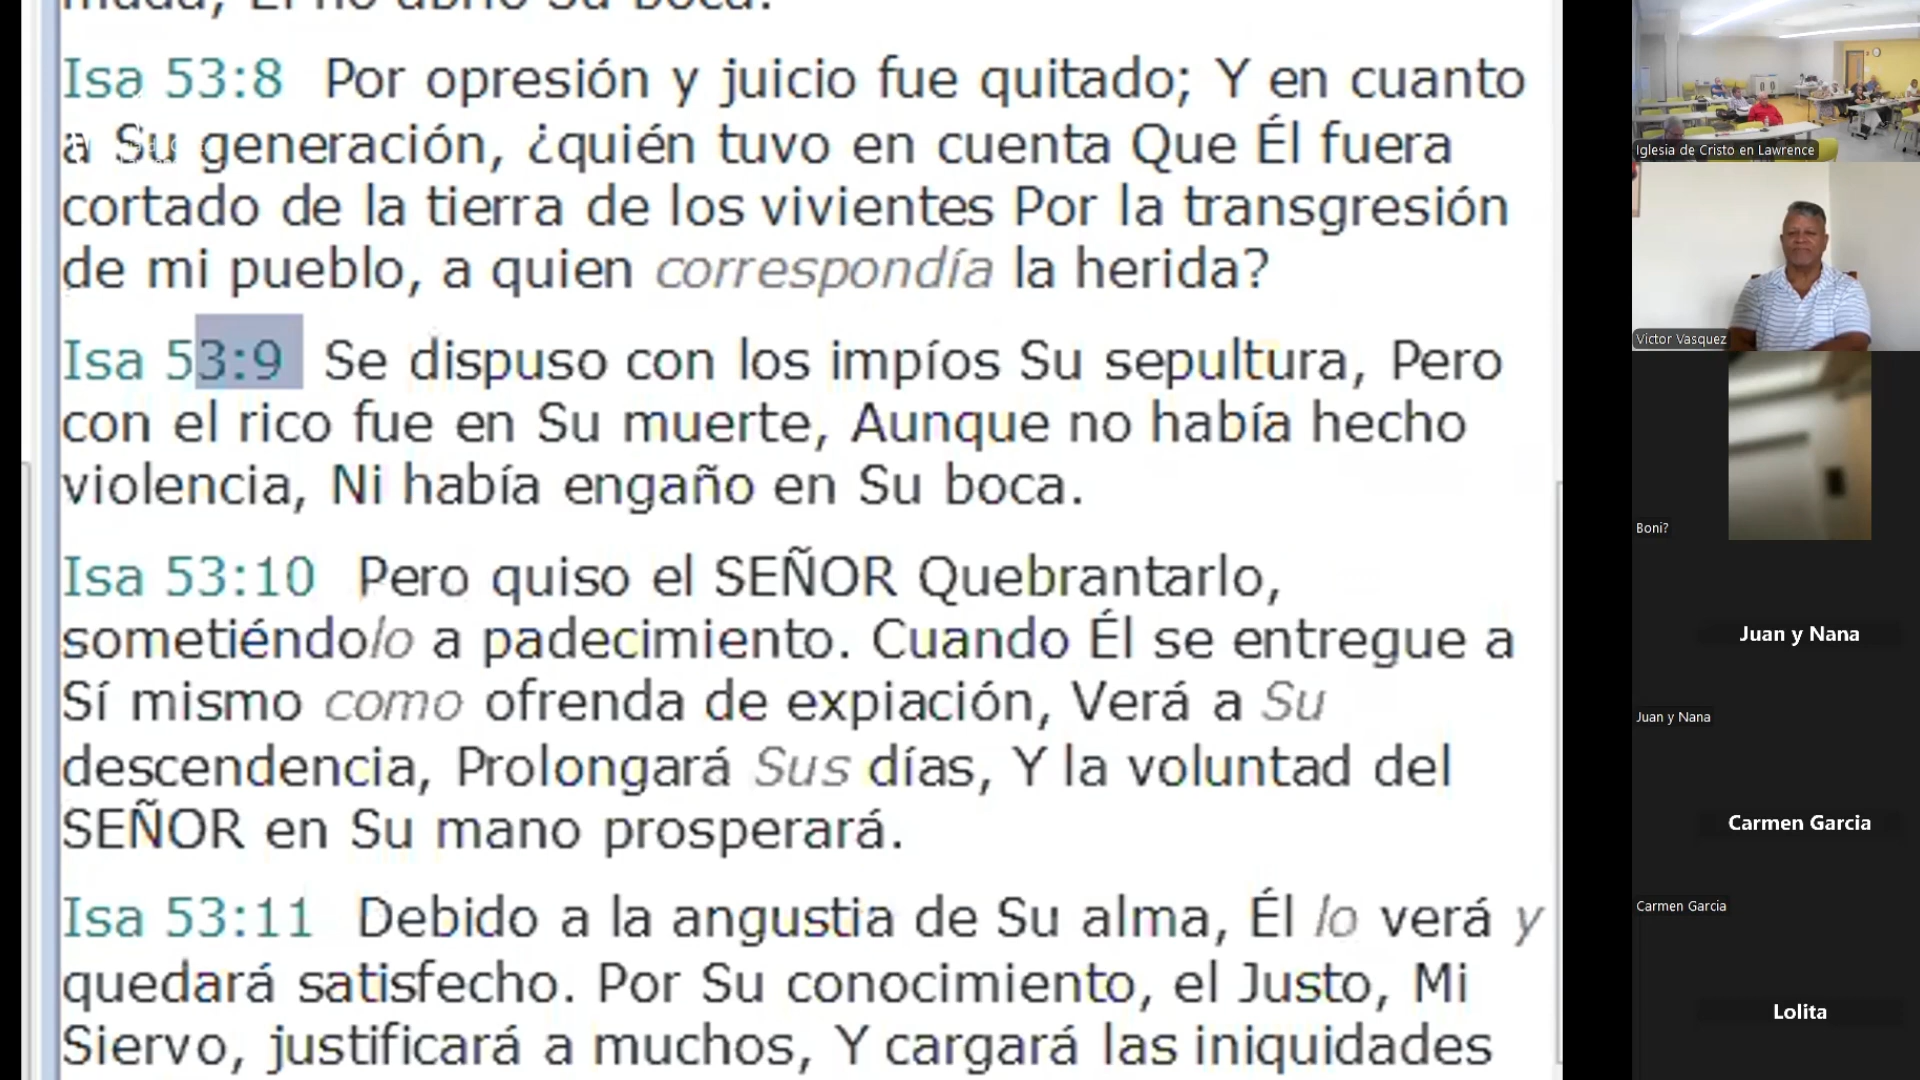 muda, Él no abrió Su boca.
Isa 53:8 Por opresión y juicio fue quitado; Y en cuanto
a Su generación, ¿quién tuvo en cuenta Que Él fuera
cortado de la tierra de los vivientes Por la transgresión
de mi pueblo, a quien correspondía la herida?
Isa 53:9 Se dispuso con los impíos Su sepultura, Pero
con el rico fue en Su muerte, Aunque no había hecho
violencia, Ni había engaño en Su boca.
Isa 53:10 Pero quiso el SEÑOR Quebrantarlo,
sometiéndolo a padecimiento. Cuando Él se entregue a
Sí mismo como ofrenda de expiación, Verá a Su
descendencia, Prolongará Sus días, Y la voluntad del
SEÑOR en Su mano prosperará.
Isa 53:11 Debido a la angustia de Su alma, Él lo verá y
quedará satisfecho. Por Su conocimiento, el Justo, Mi
Siervo, justificará a muchos, Y cargará las iniquidades
Iglesia de Cristo en Lawrence
Victor Vasquez
Boni?
Juan y Nana
Juan y Nana
Carmen Garcia
Carmen Garcia
Lolita